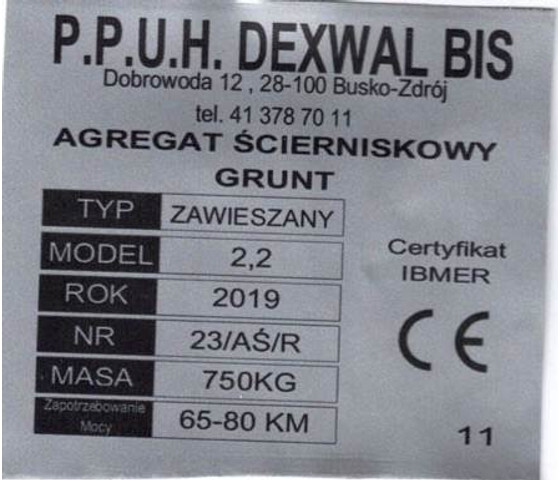 P.P.U.H. DEXWAL BIS
Dobrowoda 12 , 28-100 Busko-Zdrój
tel. 41 378 70 11
AGREGAT ŚCIERNISKOWY
GRUNT
TYP ZAWIESZANY
MODEL 2,2
ROK 2019
NR 23/AŚ/R
MASA 750KG
Zapotrzebowanie
Mocy 65-80 KM
Certyfikat
IBMER
CE
11